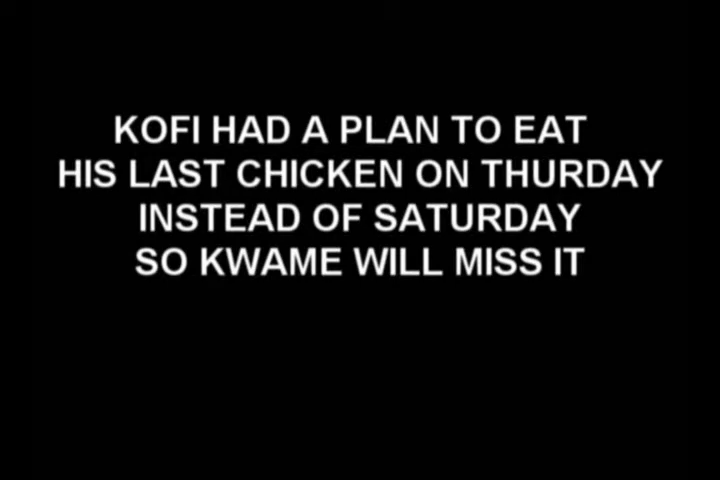 KOFI HAD A PLAN TO EAT
HIS LAST CHICKEN ON THURDAY
INSTEAD OF SATURDAY
SO KWAME WILL MISS IT